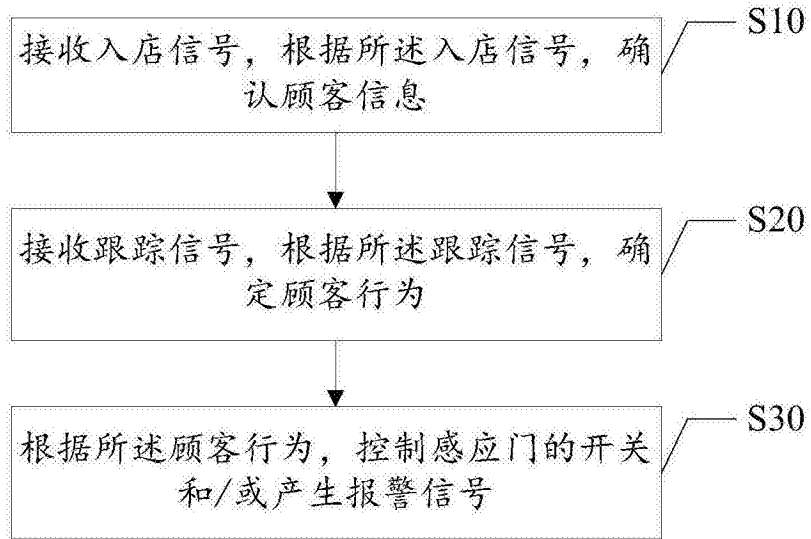 接收入店信号，根据所述入店信号，确
认顾客信息
S10
接收跟踪信号，根据所述跟踪信号，确
定顾客行为
S20
根据所述顾客行为，控制感应门的开关
和/或产生报警信号
S30